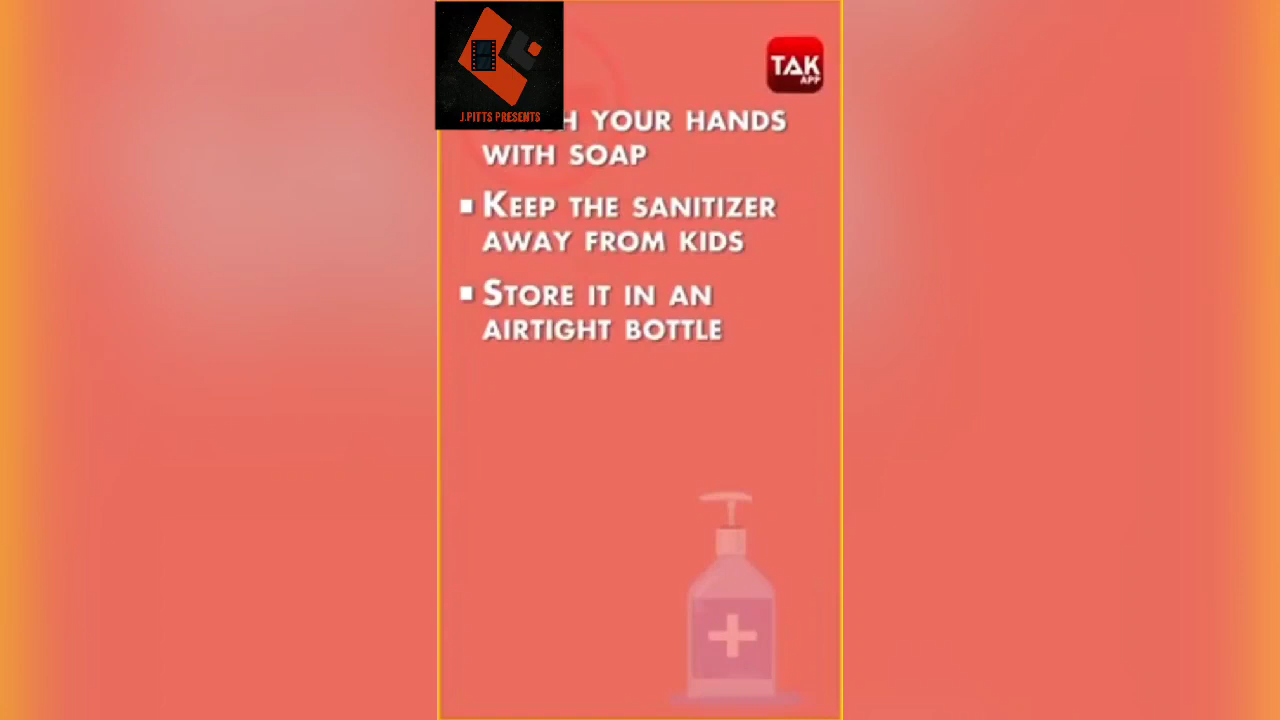 J.PITTS PRESENTS
TAK
APP
YOUR HANDS
WITH SOAP
▪ KEEP THE SANITIZER
AWAY FROM KIDS
▪ STORE IT IN AN
AIRTIGHT BOTTLE